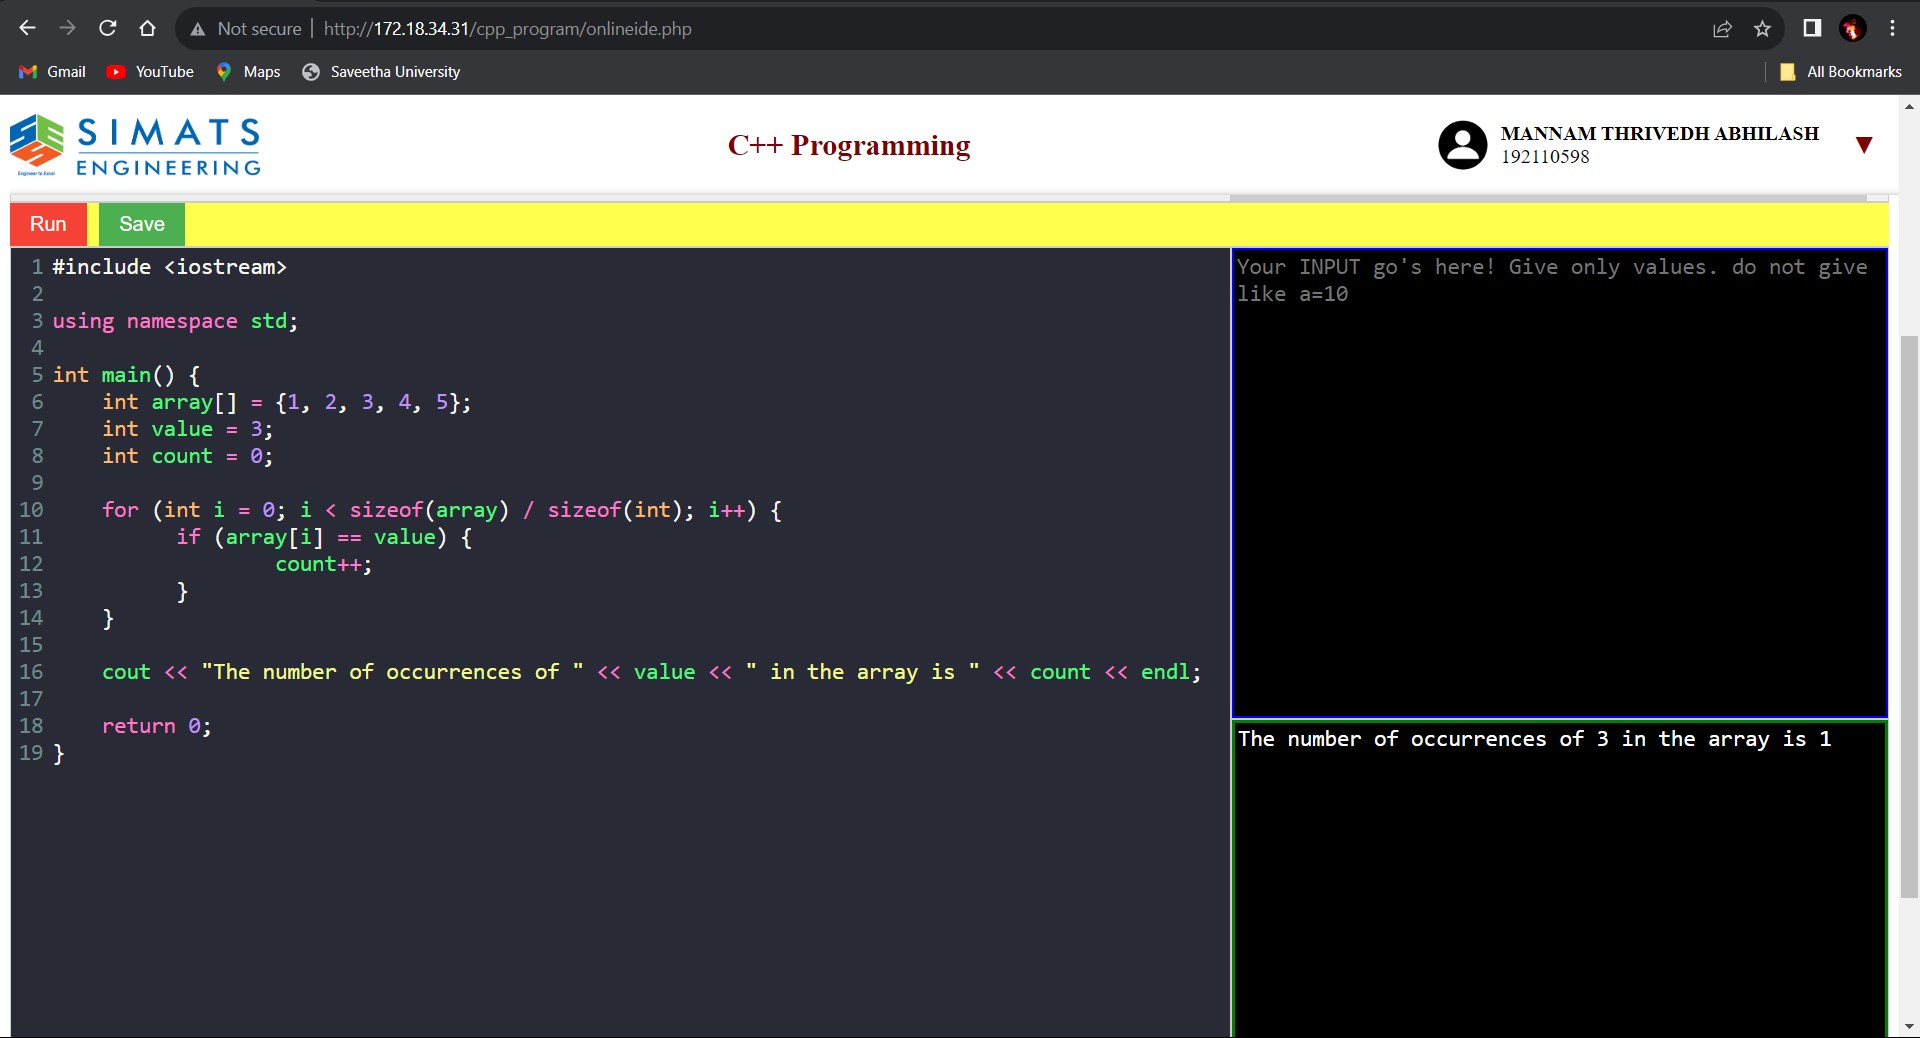 Not secure http://172.18.34.31/cpp_program/onlineide.php
Gmail YouTube Maps Saveetha University All Bookmarks
SIMATS
ENGINEERING
Engineer to Excel
C++ Programming
MANNAM THRIVEDH ABHILASH
192110598
Run Save
1 #include <iostream>
2
3 using namespace std;
4
5 int main() {
6     int array[] = {1, 2, 3, 4, 5};
7     int value = 3;
8     int count = 0;
9
10     for (int i = 0; i < sizeof(array) / sizeof(int); i++) {
11           if (array[i] == value) {
12                   count++;
13           }
14     }
15
16     cout << "The number of occurrences of " << value << " in the array is " << count << endl;
17
18     return 0;
19 }
Your INPUT go's here! Give only values. do not give
like a=10
The number of occurrences of 3 in the array is 1